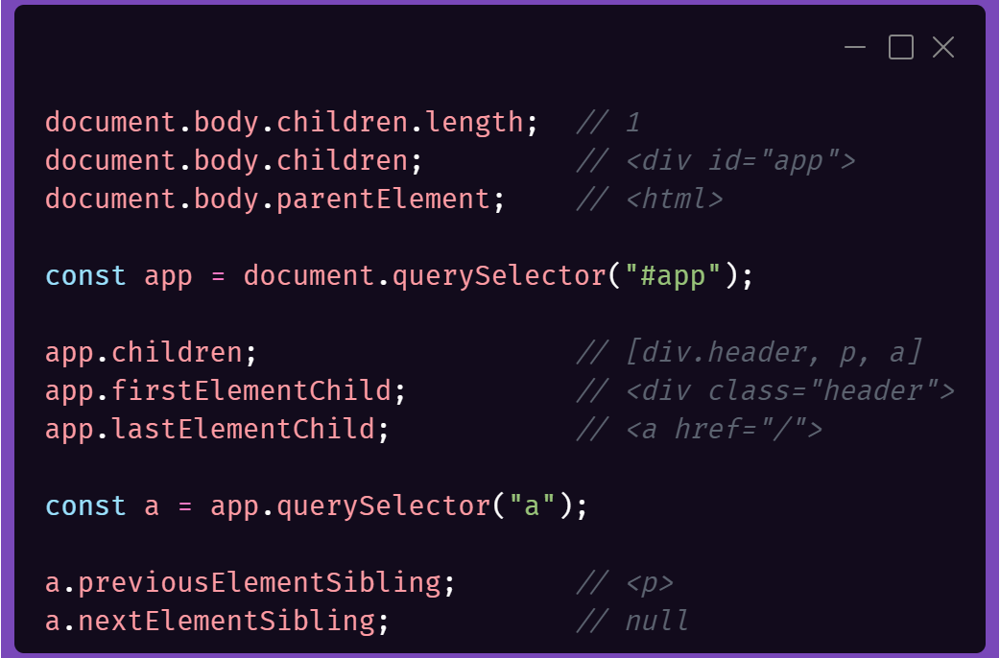 document.body.children.length;  // 1
document.body.children;         // <div id="app">
document.body.parentElement;    // <html>

const app = document.querySelector("#app");

app.children;                   // [div.header, p, a]
app.firstElementChild;          // <div class="header">
app.lastElementChild;           // <a href="/">

const a = app.querySelector("a");

a.previousElementSibling;       // <p>
a.nextElementSibling;           // null